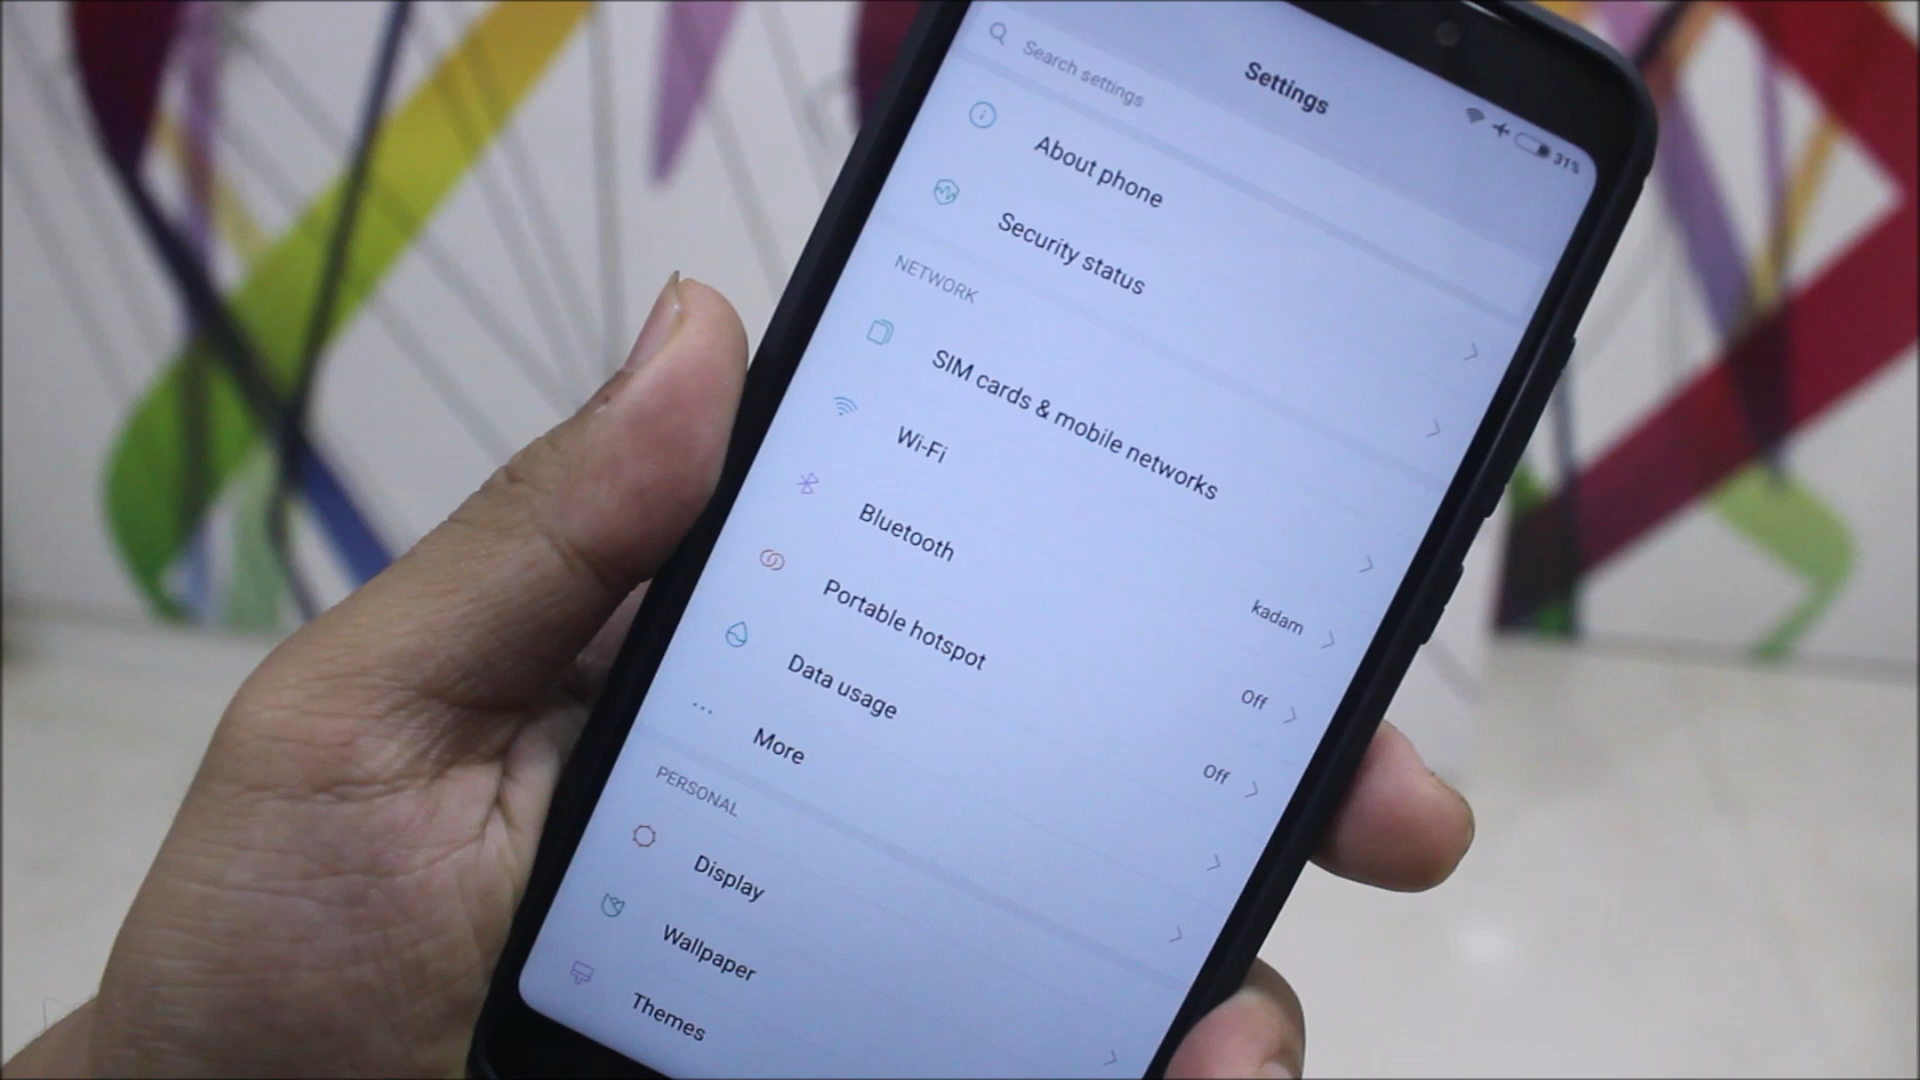 31%
Settings
Search settings
About phone
Security status
NETWORK
SIM cards & mobile networks
Wi-Fi kadam
Bluetooth Off
Portable hotspot Off
Data usage
More
PERSONAL
Display
Wallpaper
Themes